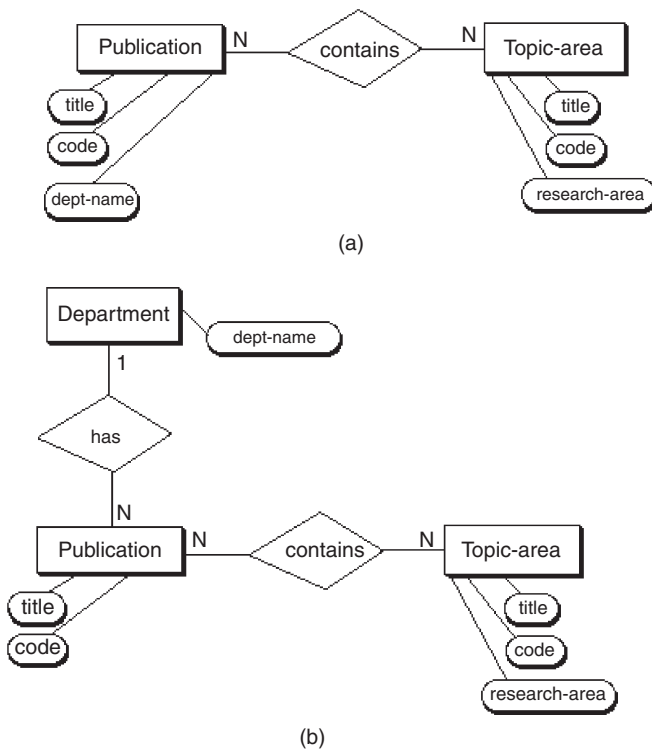 Publication N contains N Topic-area
title title
code code
dept-name research-area
(a)
Department
dept-name
1
has
N
Publication N contains N Topic-area
title title
code code
research-area
(b)